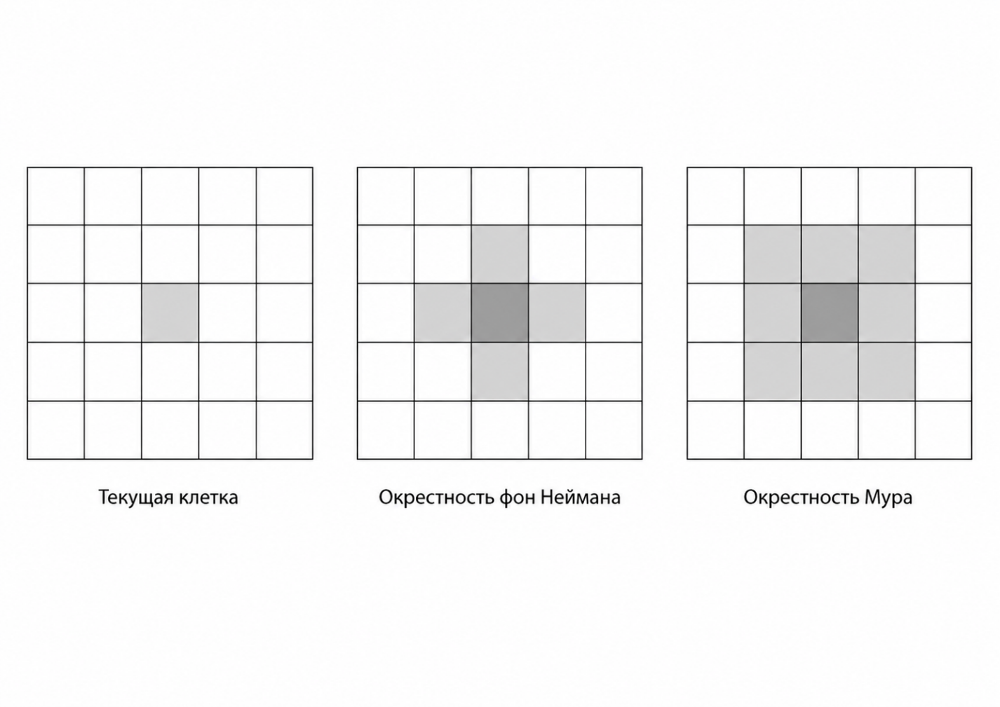 Текущая клетка
Окрестность фон Неймана
Окрестность Мура